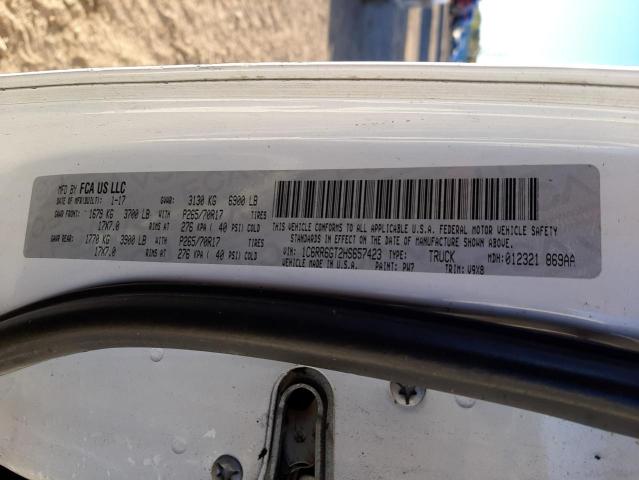 MFD BY FCA US LLC
DATE OF MFR(BUILT): 1-17 GVWR: 3130 KG 6900 LB
GAWR FRONT: 1679 KG 3700 LB WITH P265/70R17 TIRES
17X7.0 RIMS AT 276 KPA ( 40 PSI) COLD
GAWR REAR: 1770 KG 3900 LB WITH P265/70R17 TIRES
17X7.0 RIMS AT 276 KPA ( 40 PSI) COLD
THIS VEHICLE CONFORMS TO ALL APPLICABLE U.S.A. FEDERAL MOTOR VEHICLE SAFETY
STANDARDS IN EFFECT ON THE DATE OF MANUFACTURE SHOWN ABOVE.
VIN: 1C6RR6GT2HS657423 TYPE: TRUCK MDH: 012321 869AA
VEHICLE MADE IN U.S.A. PAINT: PW7 TRIM: V9X8